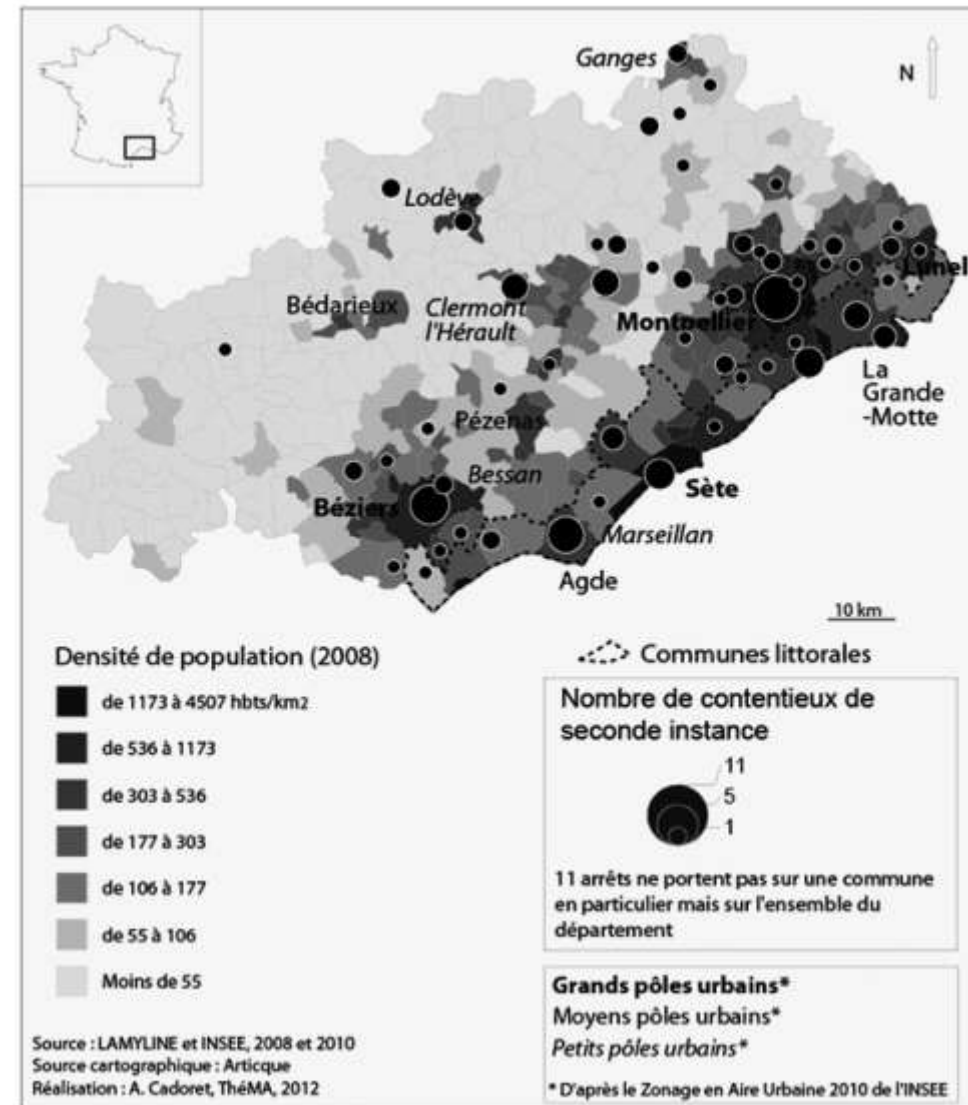 Ganges
N
Lodève
Bédarieux
Clermont
l'Hérault
Montpellier
Lunel
La
Grande
-Motte
Pézenas
Bessan
Béziers
Sète
Marseillan
Agde
10 km
Densité de population (2008)
de 1173 à 4507 hbts/km2
de 536 à 1173
de 303 à 536
de 177 à 303
de 106 à 177
de 55 à 106
Moins de 55
Source : LAMYLINE et INSEE, 2008 et 2010
Source cartographique : Articque
Réalisation : A. Cadoret, ThéMA, 2012
Communes littorales
Nombre de contentieux de
seconde instance
11
5
1
11 arrêts ne portent pas sur une commune
en particulier mais sur l'ensemble du
département
Grands pôles urbains*
Moyens pôles urbains*
Petits pôles urbains*
* D'après le Zonage en Aire Urbaine 2010 de l'INSEE